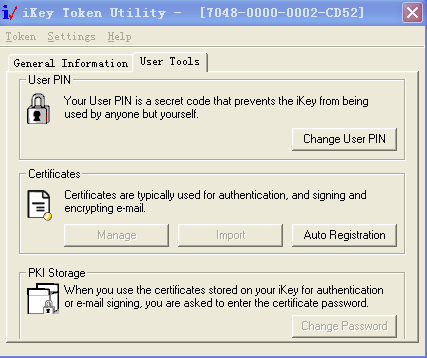 iKey Token Utility - [7048-0000-0002-CD52]
Token Settings Help
General Information User Tools
User PIN
Your User PIN is a secret code that prevents the iKey from being
used by anyone but yourself.
Change User PIN
Certificates
Certificates are typically used for authentication, and signing and
encrypting e-mail.
Manage Import Auto Registration
PKI Storage
When you use the certificates stored on your iKey for authentication
or e-mail signing, you are asked to enter the certificate password.
Change Password